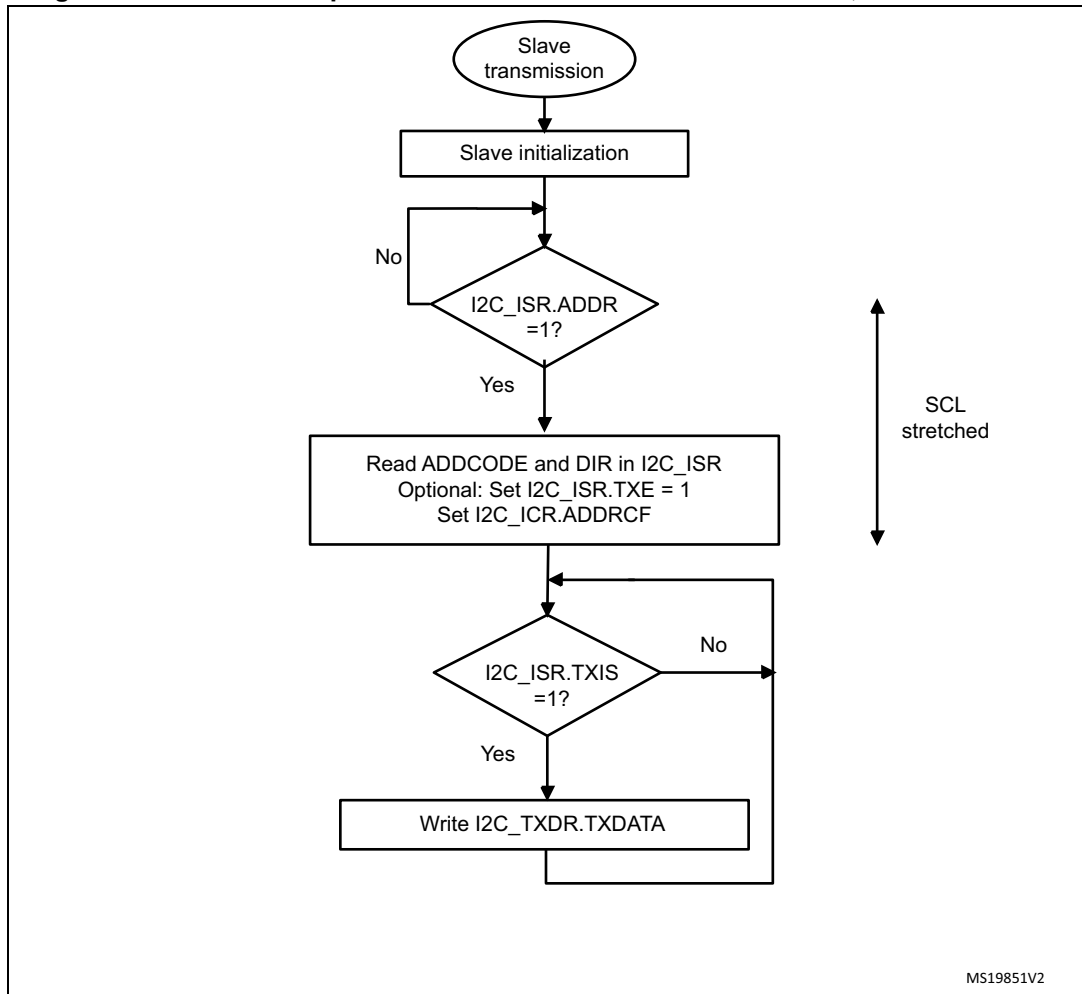 Slave
transmission
Slave initialization
No
I2C_ISR.ADDR
=1?
Yes
SCL
stretched
Read ADDCODE and DIR in I2C_ISR
Optional: Set I2C_ISR.TXE = 1
Set I2C_ICR.ADDRCF
No
I2C_ISR.TXIS
=1?
Yes
Write I2C_TXDR.TXDATA
MS19851V2